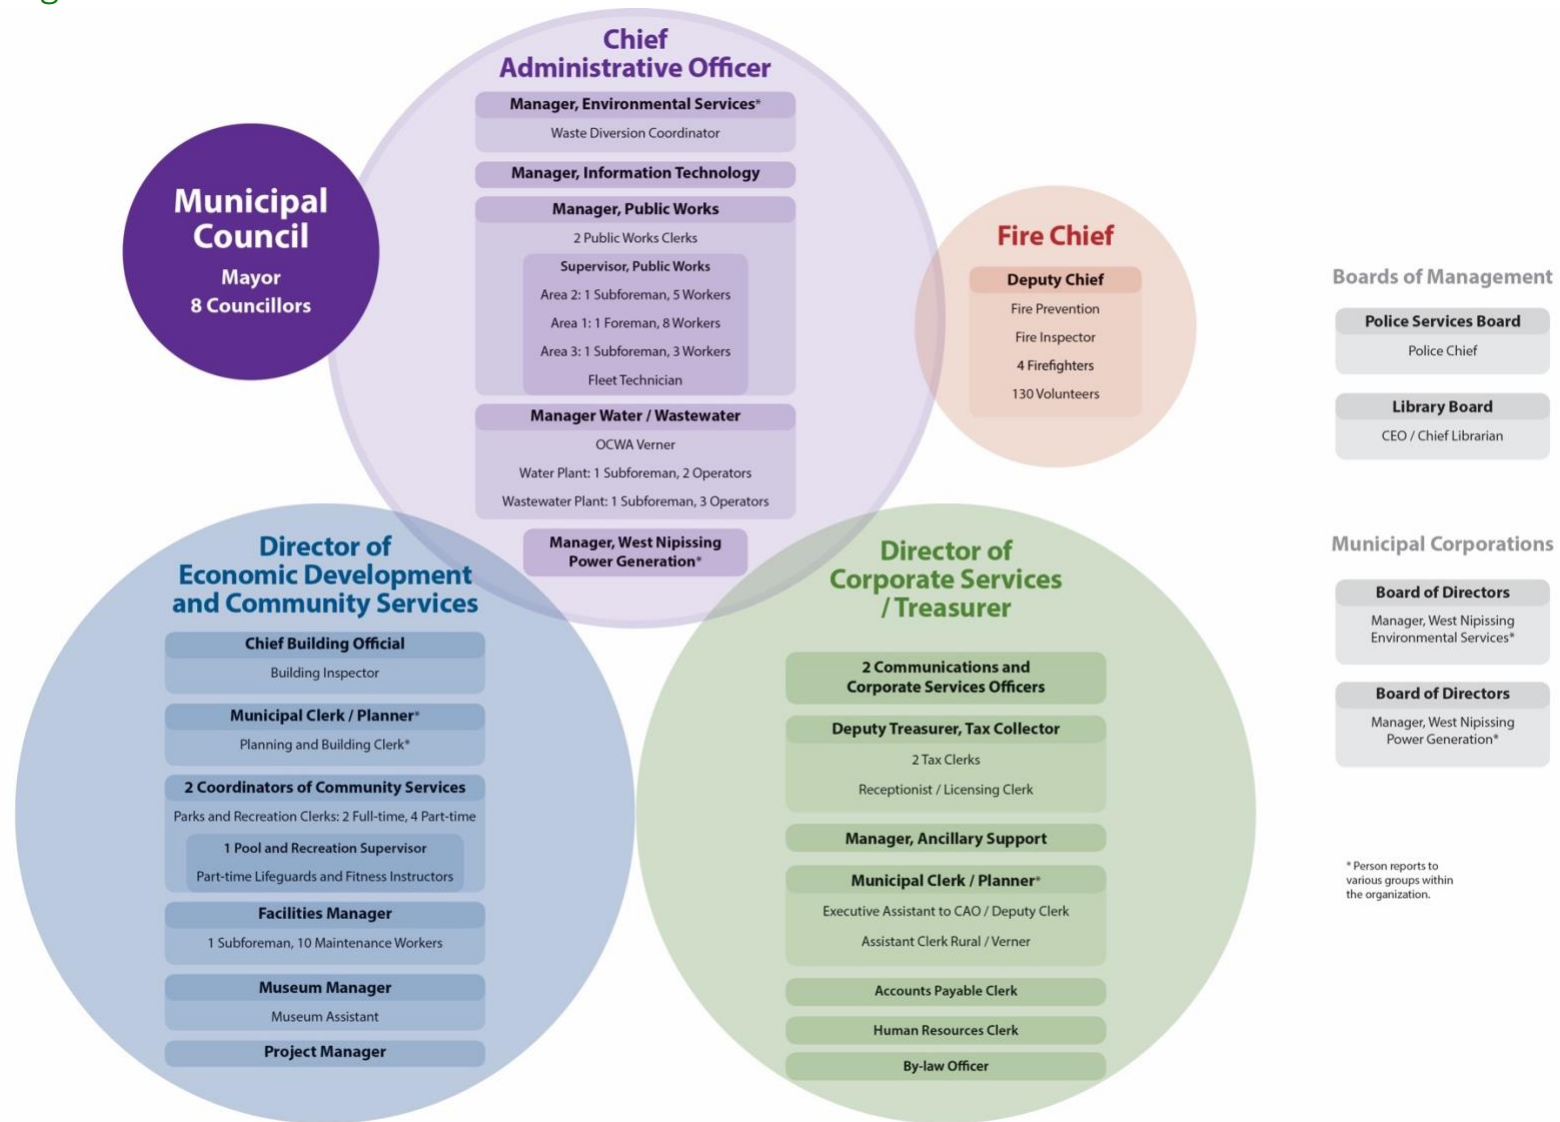 Chief
Administrative Officer
Manager, Environmental Services*
Waste Diversion Coordinator
Manager, Information Technology
Manager, Public Works
2 Public Works Clerks
Supervisor, Public Works
Area 2: 1 Subforeman, 5 Workers
Area 1: 1 Foreman, 8 Workers
Area 3: 1 Subforeman, 3 Workers
Fleet Technician
Manager Water / Wastewater
OCWA Verner
Water Plant: 1 Subforeman, 2 Operators
Wastewater Plant: 1 Subforeman, 3 Operators
Manager, West Nipissing
Power Generation*
Municipal
Council
Mayor
8 Councillors
Fire Chief
Deputy Chief
Fire Prevention
Fire Inspector
4 Firefighters
130 Volunteers
Director of
Economic Development
and Community Services
Chief Building Official
Building Inspector
Municipal Clerk / Planner*
Planning and Building Clerk*
2 Coordinators of Community Services
Parks and Recreation Clerks: 2 Full-time, 4 Part-time
1 Pool and Recreation Supervisor
Part-time Lifeguards and Fitness Instructors
Facilities Manager
1 Subforeman, 10 Maintenance Workers
Museum Manager
Museum Assistant
Project Manager
Director of
Corporate Services
/ Treasurer
2 Communications and
Corporate Services Officers
Deputy Treasurer, Tax Collector
2 Tax Clerks
Receptionist / Licensing Clerk
Manager, Ancillary Support
Municipal Clerk / Planner*
Executive Assistant to CAO / Deputy Clerk
Assistant Clerk Rural / Verner
Accounts Payable Clerk
Human Resources Clerk
By-law Officer
Boards of Management
Police Services Board
Police Chief
Library Board
CEO / Chief Librarian
Municipal Corporations
Board of Directors
Manager, West Nipissing
Environmental Services*
Board of Directors
Manager, West Nipissing
Power Generation*
* Person reports to
various groups within
the organization.